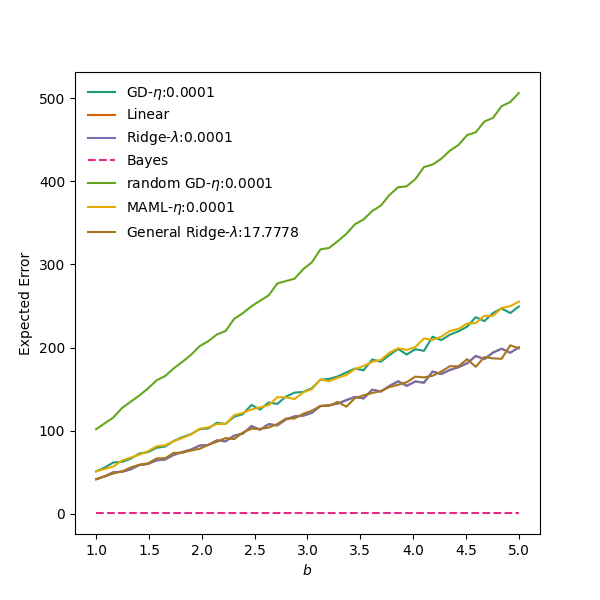 GD-η:0.0001
Linear
Ridge-λ:0.0001
Bayes
random GD-η:0.0001
MAML-η:0.0001
General Ridge-λ:17.7778
Expected Error
500
400
300
200
100
0
1.0 1.5 2.0 2.5 3.0 3.5 4.0 4.5 5.0
b